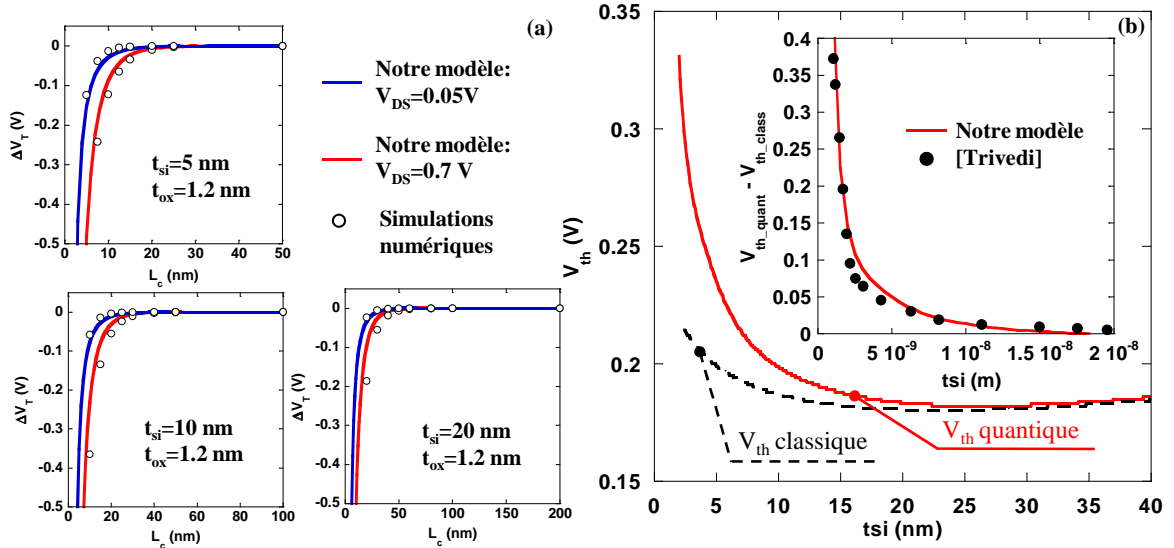 (a)
0
-0.1
-0.2
-0.3
-0.4
-0.5
ΔV_T (V)
0 10 20 30 40 50
L_c (nm)
t_si=5 nm
t_ox=1.2 nm
Notre modèle:
V_DS=0.05V
Notre modèle:
V_DS=0.7 V
Simulations
numériques
0
-0.1
-0.2
-0.3
-0.4
-0.5
ΔV_T (V)
0 20 40 60 80 100
L_c (nm)
t_si=10 nm
t_ox=1.2 nm
0
-0.1
-0.2
-0.3
-0.4
-0.5
ΔV_T (V)
0 50 100 150 200
L_c (nm)
t_si=20 nm
t_ox=1.2 nm
(b)
0.35
0.3
0.25
0.2
0.15
V_th (V)
0 5 10 15 20 25 30 35 40
tsi (nm)
V_th classique
V_th quantique
0.4
0.35
0.3
0.25
0.2
0.15
0.1
0.05
0
V_th_quant - V_th_class
0 5 10^-9 1 10^-8 1.5 10^-8 2 10^-8
tsi (m)
Notre modèle
[Trivedi]